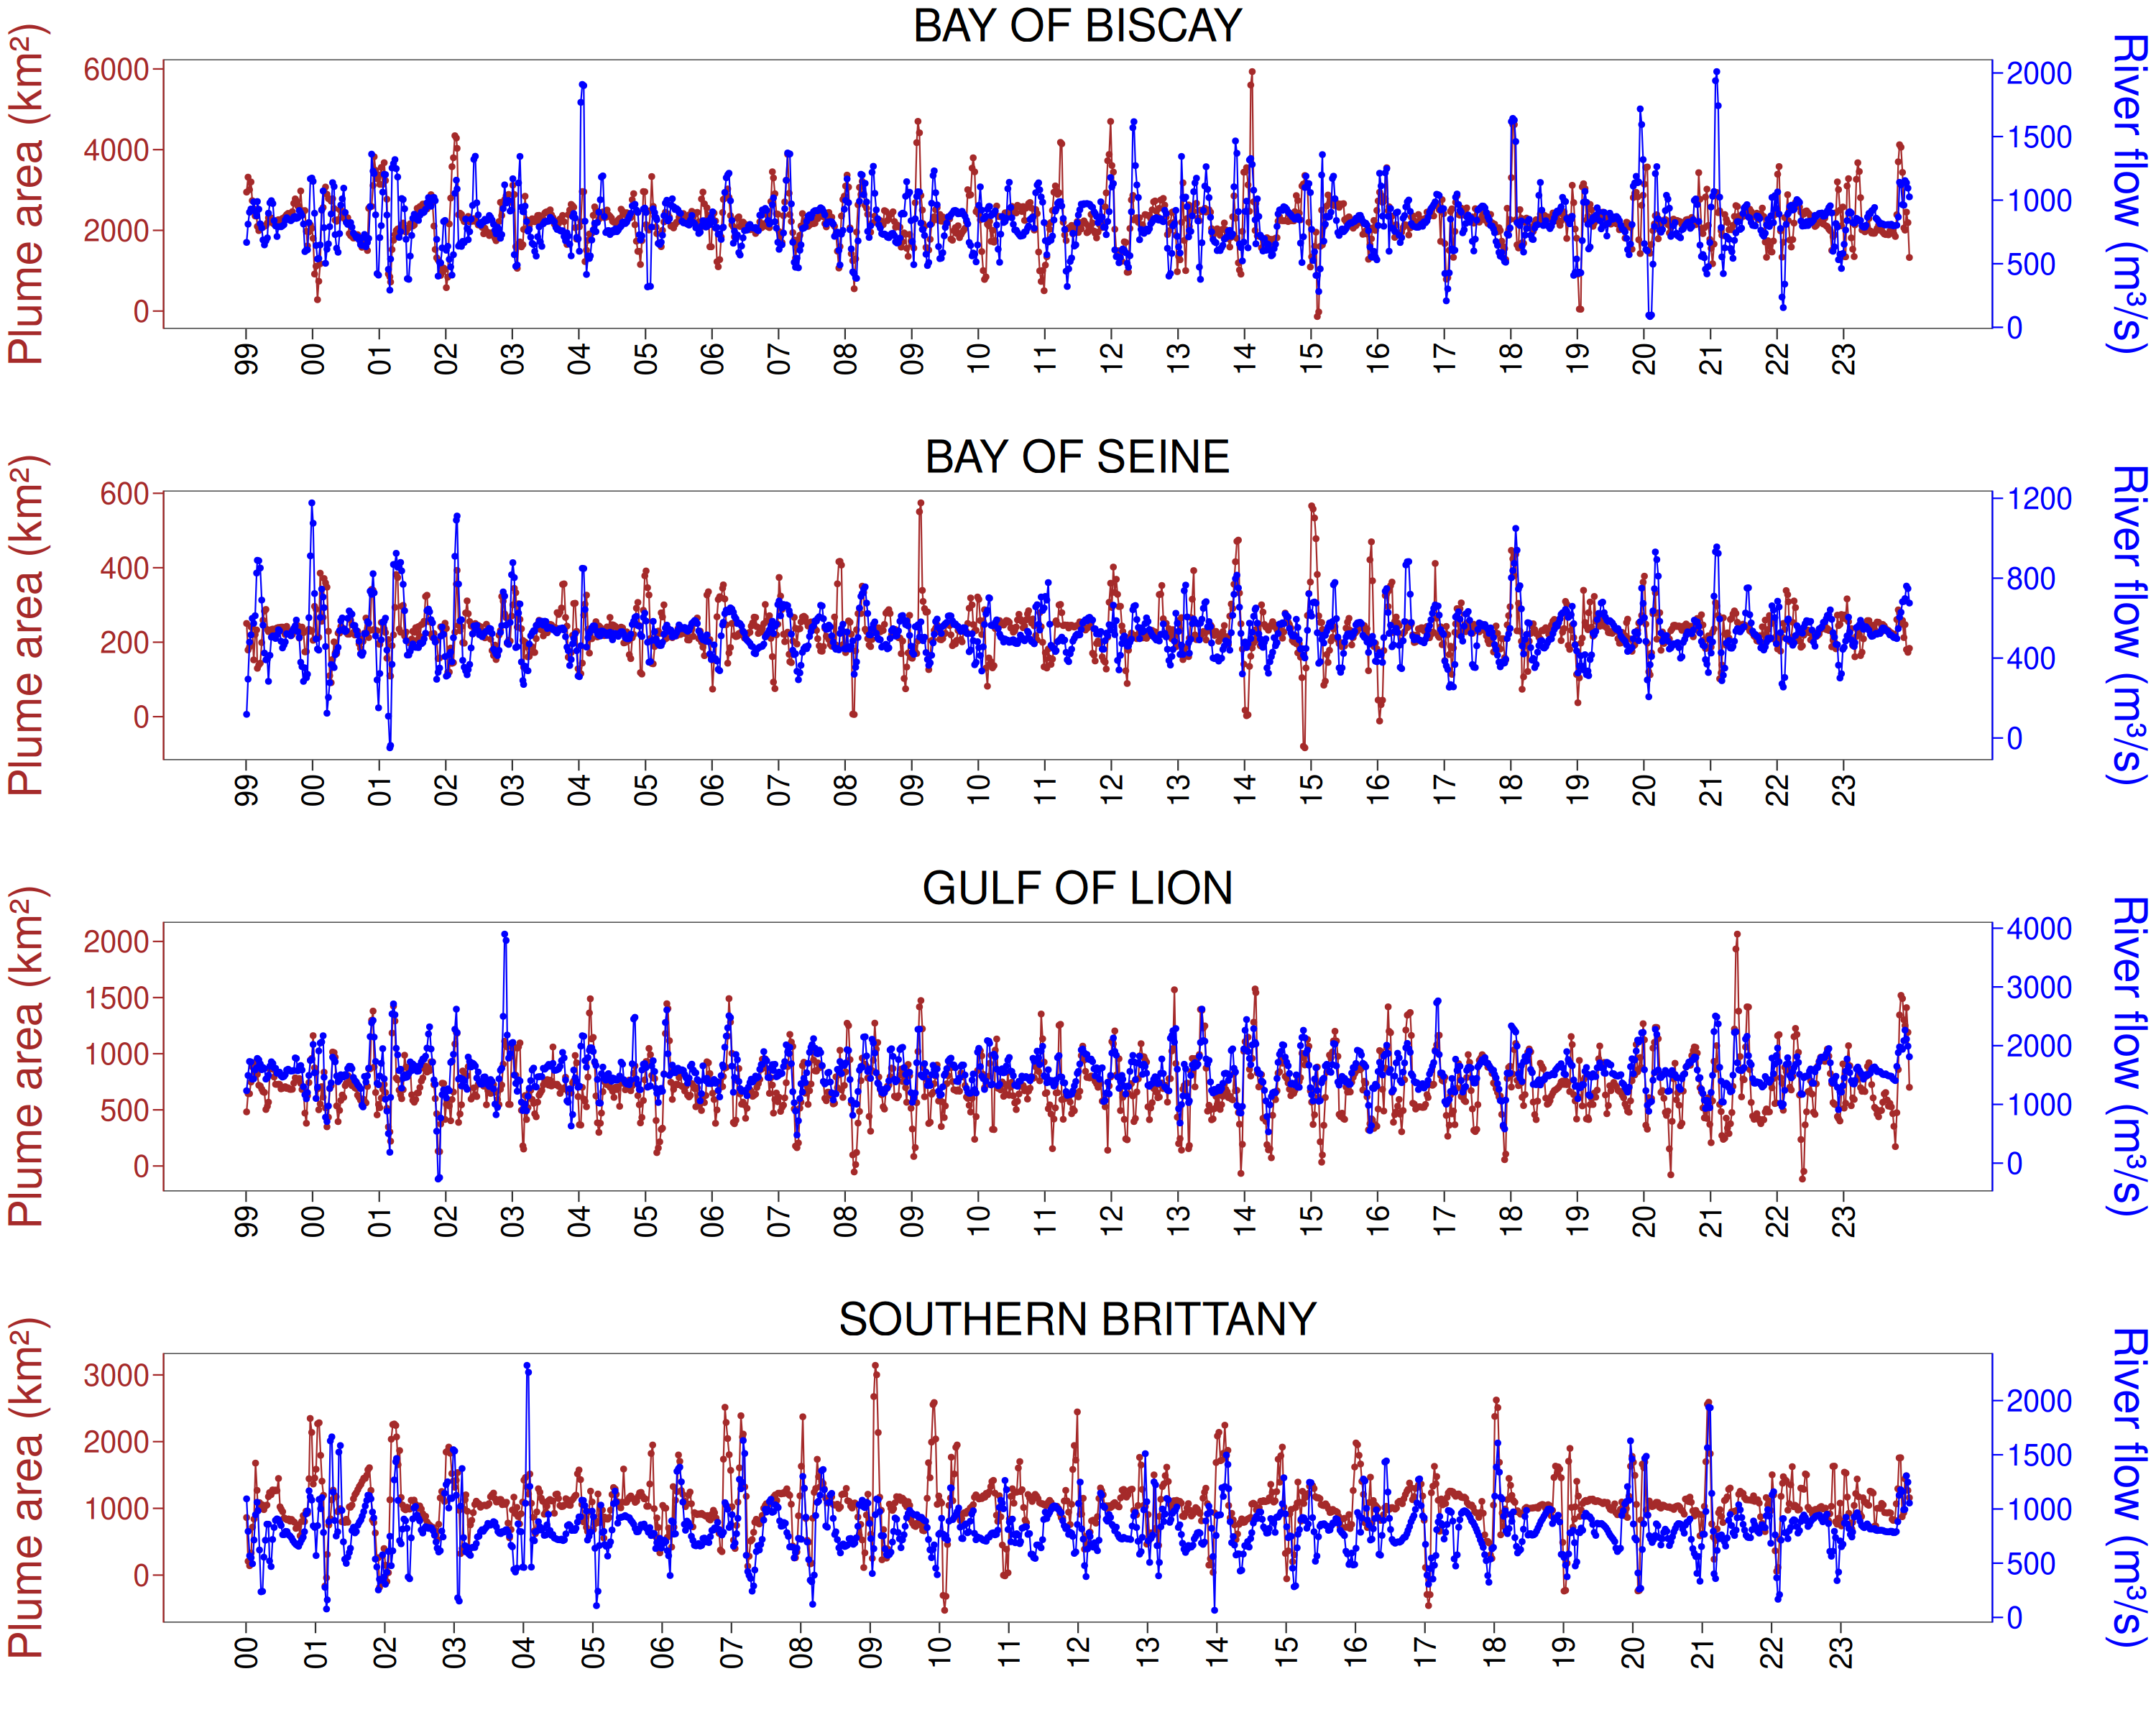 BAY OF BISCAY
Plume area (km²)
6000
4000
2000
0
River flow (m³/s)
2000
1500
1000
500
0
99 00 01 02 03 04 05 06 07 08 09 10 11 12 13 14 15 16 17 18 19 20 21 22 23
BAY OF SEINE
Plume area (km²)
600
400
200
0
River flow (m³/s)
1200
800
400
0
99 00 01 02 03 04 05 06 07 08 09 10 11 12 13 14 15 16 17 18 19 20 21 22 23
GULF OF LION
Plume area (km²)
2000
1500
1000
500
0
River flow (m³/s)
4000
3000
2000
1000
0
99 00 01 02 03 04 05 06 07 08 09 10 11 12 13 14 15 16 17 18 19 20 21 22 23
SOUTHERN BRITTANY
Plume area (km²)
3000
2000
1000
0
River flow (m³/s)
2000
1500
1000
500
0
00 01 02 03 04 05 06 07 08 09 10 11 12 13 14 15 16 17 18 19 20 21 22 23